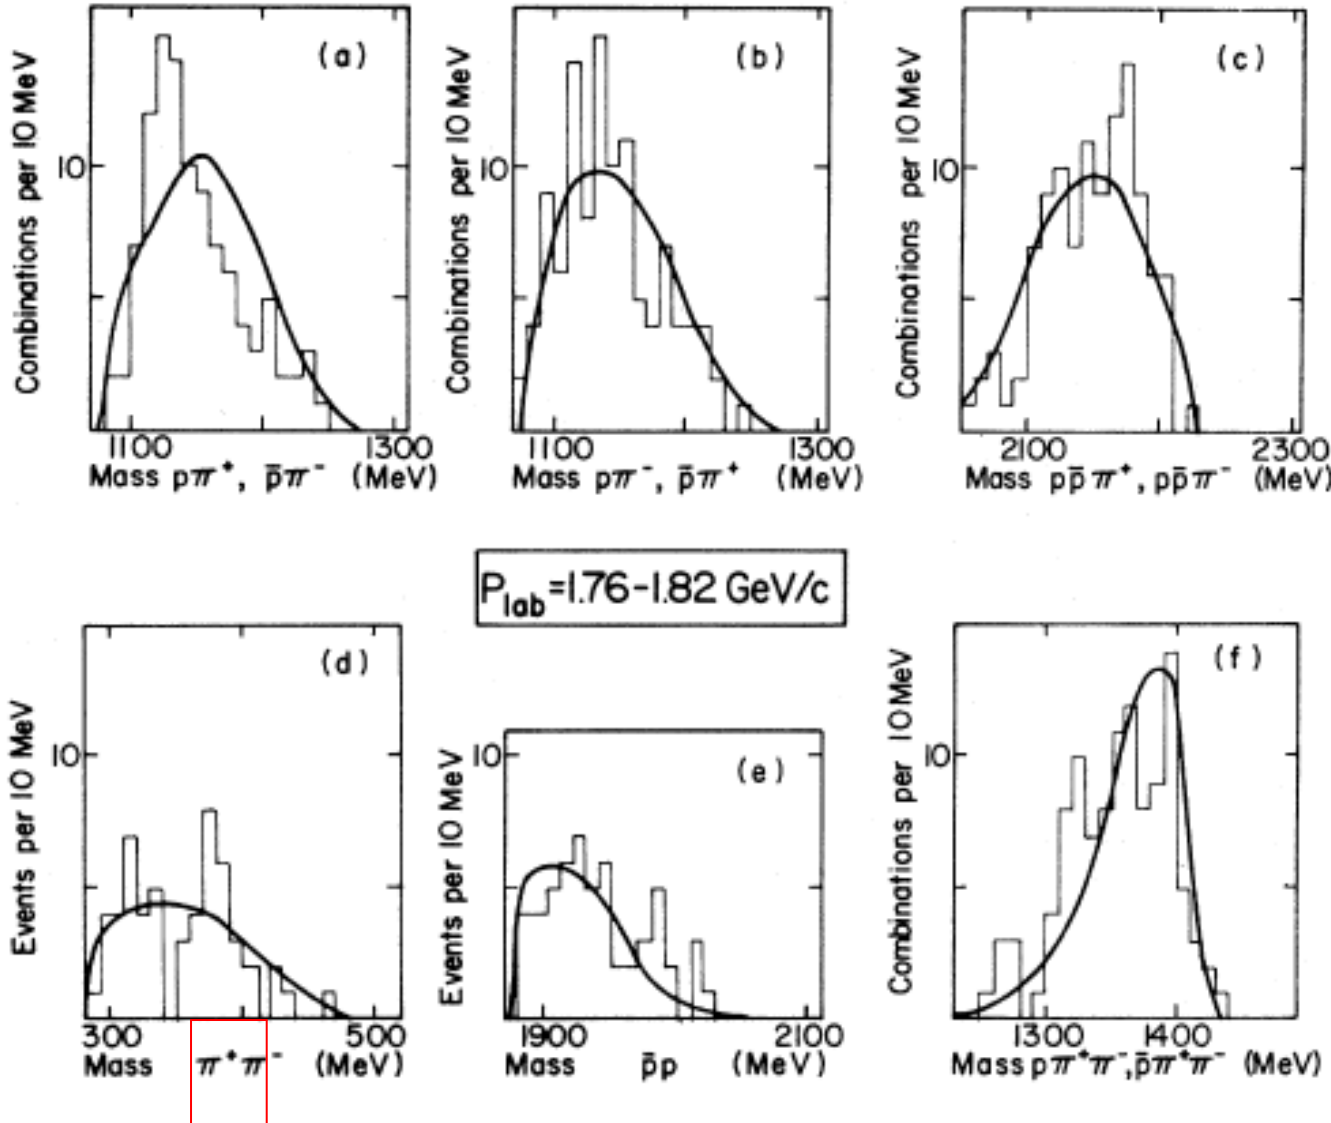 (a)
Combinations per 10 MeV
10
1100 1300
Mass pπ⁺, p̄π⁻ (MeV)
(b)
Combinations per 10 MeV
10
1100 1300
Mass pπ⁻, p̄π⁺ (MeV)
(c)
Combinations per 10 MeV
10
2100 2300
Mass pp̄π⁺, pp̄π⁻ (MeV)
P_lab =1.76-1.82 GeV/c
(d)
Events per 10 MeV
10
300 500
Mass π⁺π⁻ (MeV)
(e)
Events per 10 MeV
10
1900 2100
Mass p̄p (MeV)
(f)
Combinations per 10 MeV
10
1300 1400
Mass pπ⁺π⁻, p̄π⁺π⁻ (MeV)